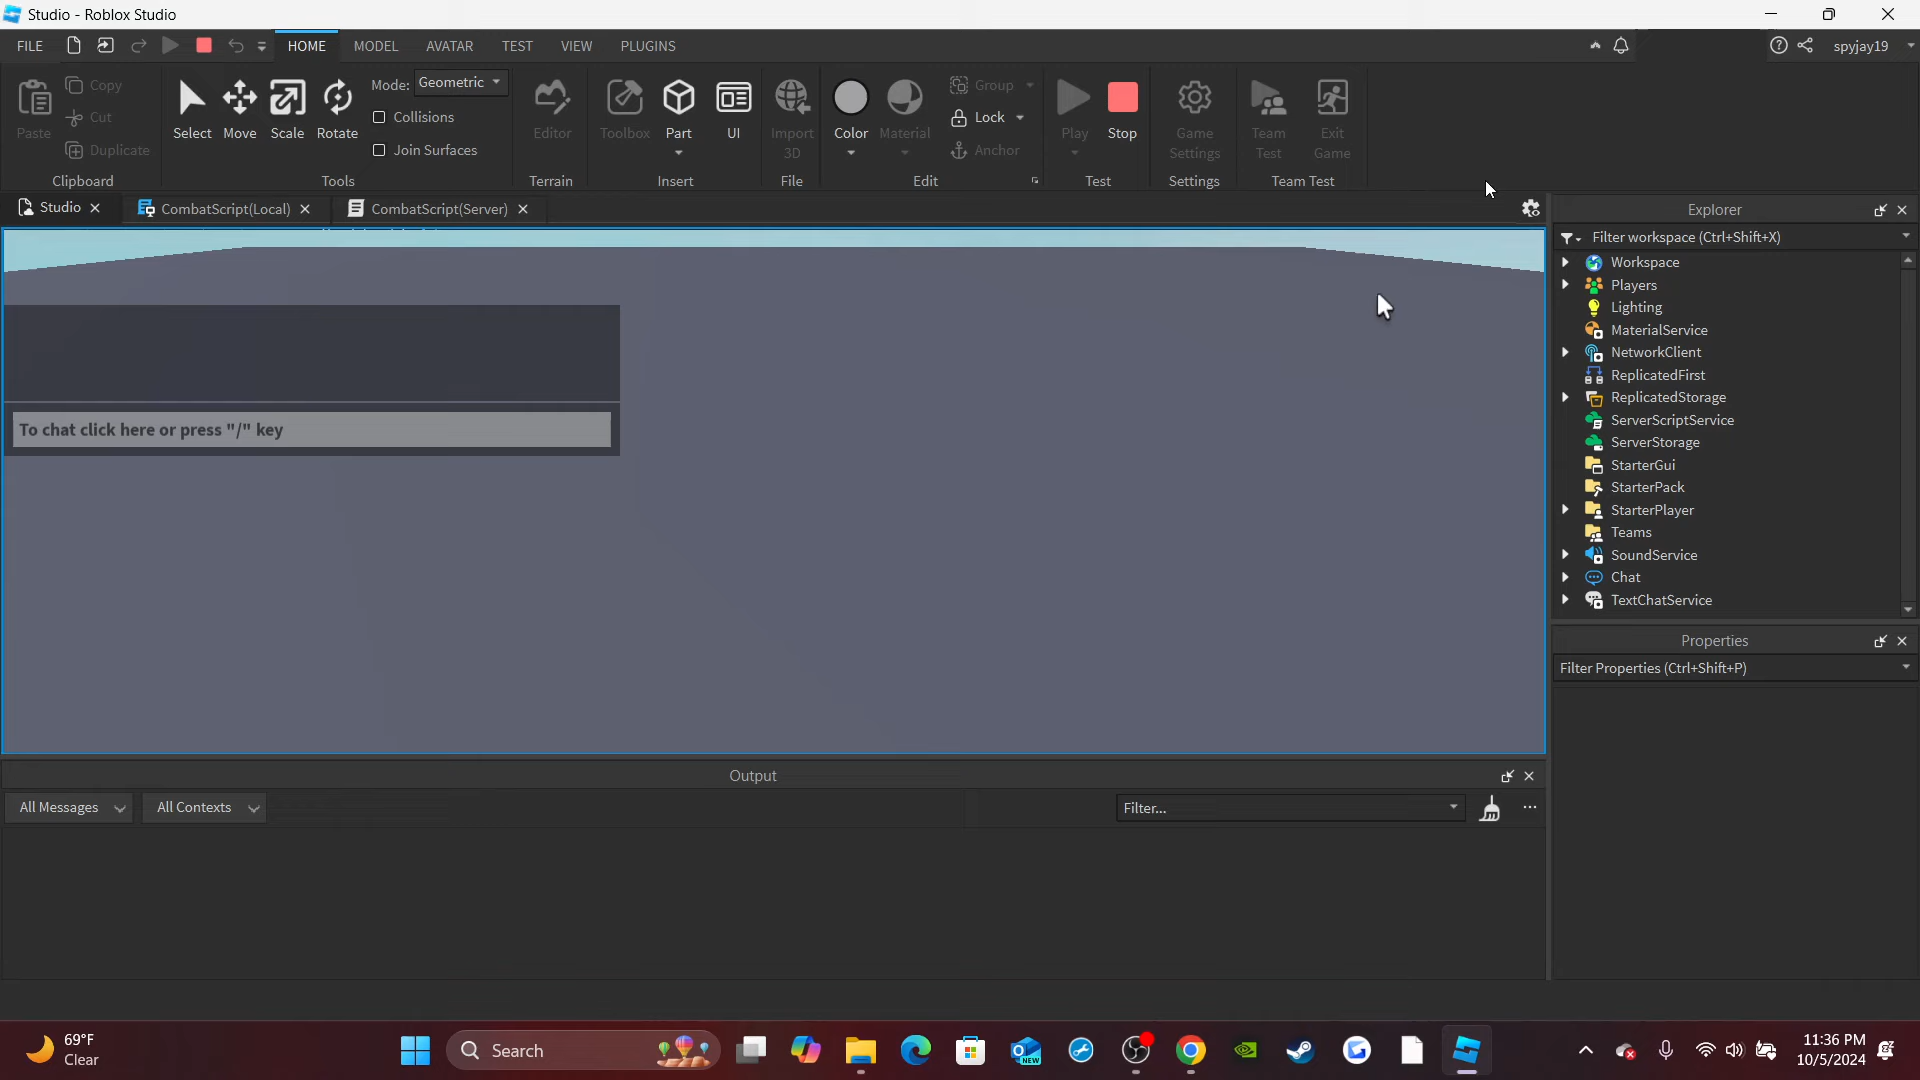 Studio - Roblox Studio
FILE HOME MODEL AVATAR TEST VIEW PLUGINS spyjay19
Paste Copy Cut Duplicate
Clipboard
Select Move Scale Rotate
Mode: Geometric
Collisions
Join Surfaces
Tools
Editor
Terrain
Toolbox Part UI
Insert
Import 3D
File
Color Material Group Lock Anchor
Edit
Play Stop
Test
Game Settings
Settings
Team Test Exit Game
Team Test
Studio CombatScript(Local) CombatScript(Server)
To chat click here or press "/" key
Explorer
Filter workspace (Ctrl+Shift+X)
Workspace
Players
Lighting
MaterialService
NetworkClient
ReplicatedFirst
ReplicatedStorage
ServerScriptService
ServerStorage
StarterGui
StarterPack
StarterPlayer
Teams
SoundService
Chat
TextChatService
Properties
Filter Properties (Ctrl+Shift+P)
Output
All Messages All Contexts Filter... ...
69°F
Clear
Search
NEW
11:36 PM
10/5/2024